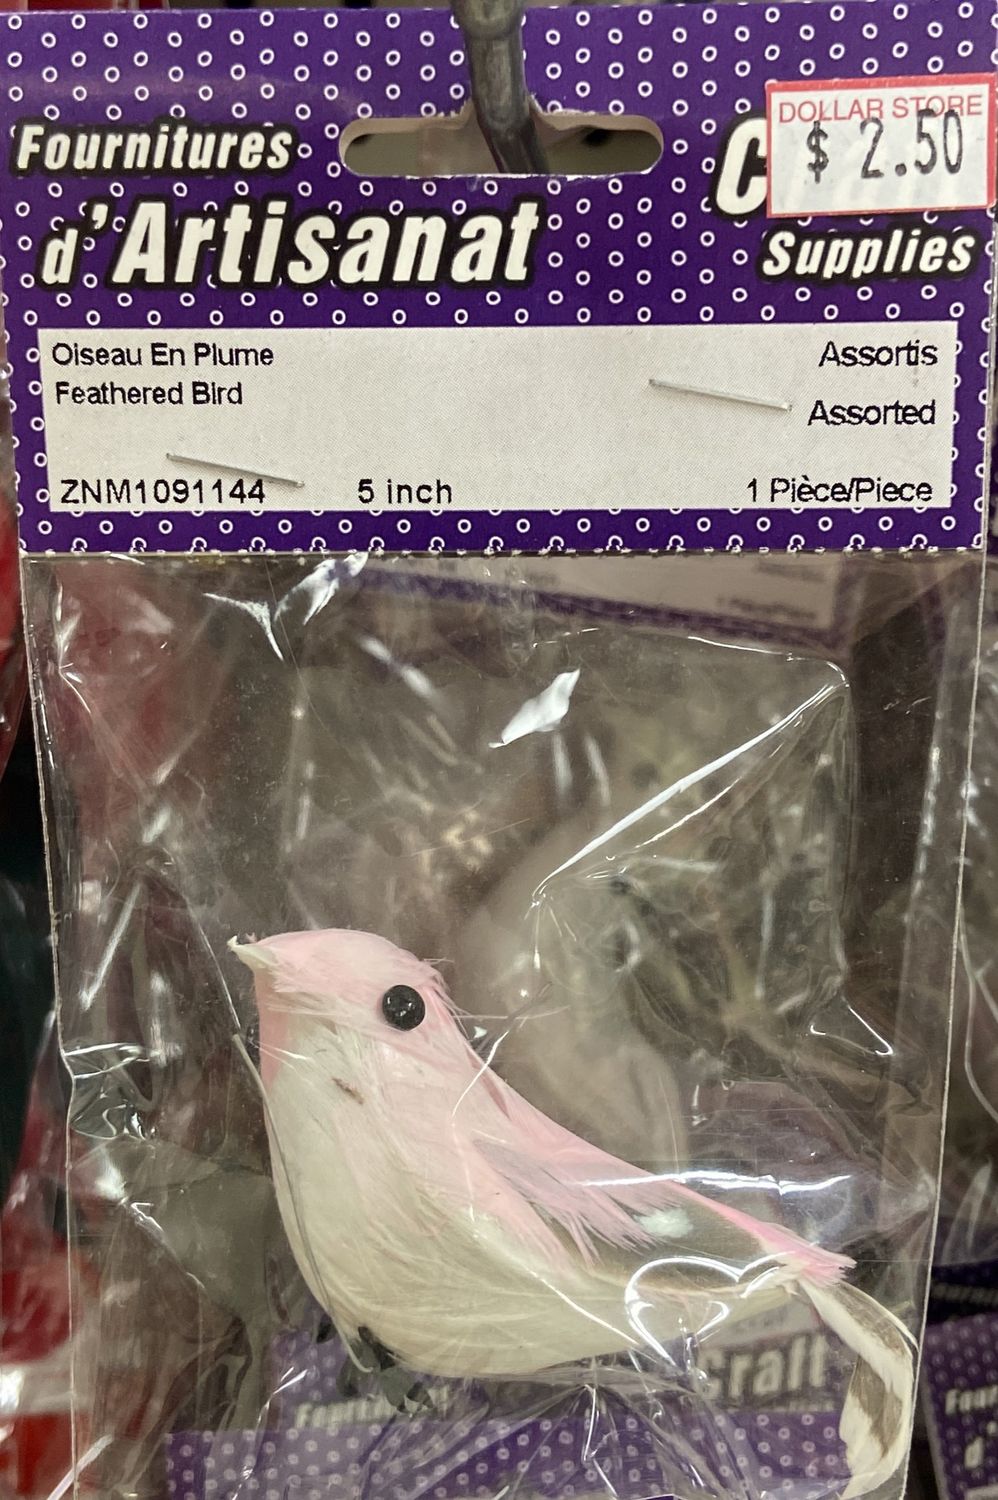 Fournitures
d'Artisanat
DOLLAR STORE
$ 2.50
Supplies
Oiseau En Plume
Feathered Bird
Assortis
Assorted
ZNM1091144 5 inch 1 Pièce/Piece
Craft